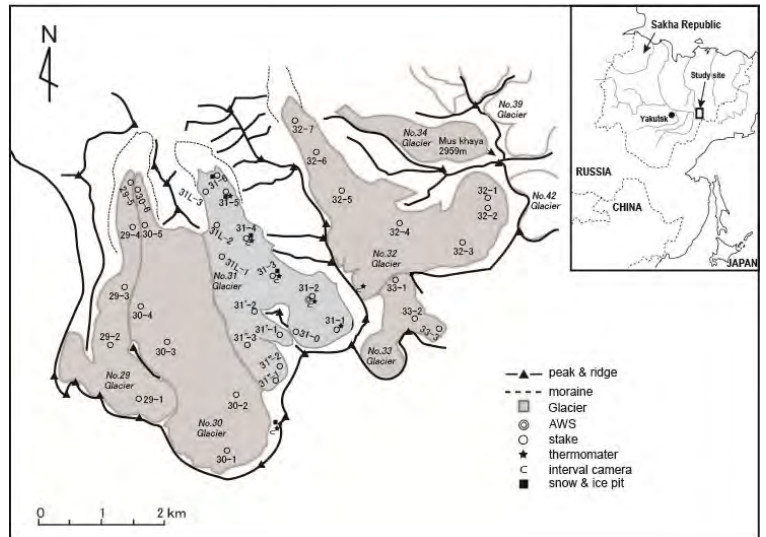 N
No.39
Glacier
No.34
Glacier
Mus khaya
2959m
No.42
Glacier
32-7
32-6
32-5
32-4
32-1
32-2
32-3
No.32
Glacier
33-1
33-2
33-3
No.33
Glacier
31-6
31-5
31L-3
31L-2
31-4
31L-1
31-3
No.31
Glacier
31-2
31'-2
31-1
31-0
31'-1
31"-3
31"-2
31"-1
29-5
30-6
29-4
30-5
29-3
30-4
29-2
30-3
No.29
Glacier
29-1
30-2
No.30
Glacier
30-1
0 1 2 km
Sakha Republic
Study site
Yakutsk
RUSSIA
CHINA
JAPAN
peak & ridge
moraine
Glacier
AWS
stake
thermomater
interval camera
snow & ice pit